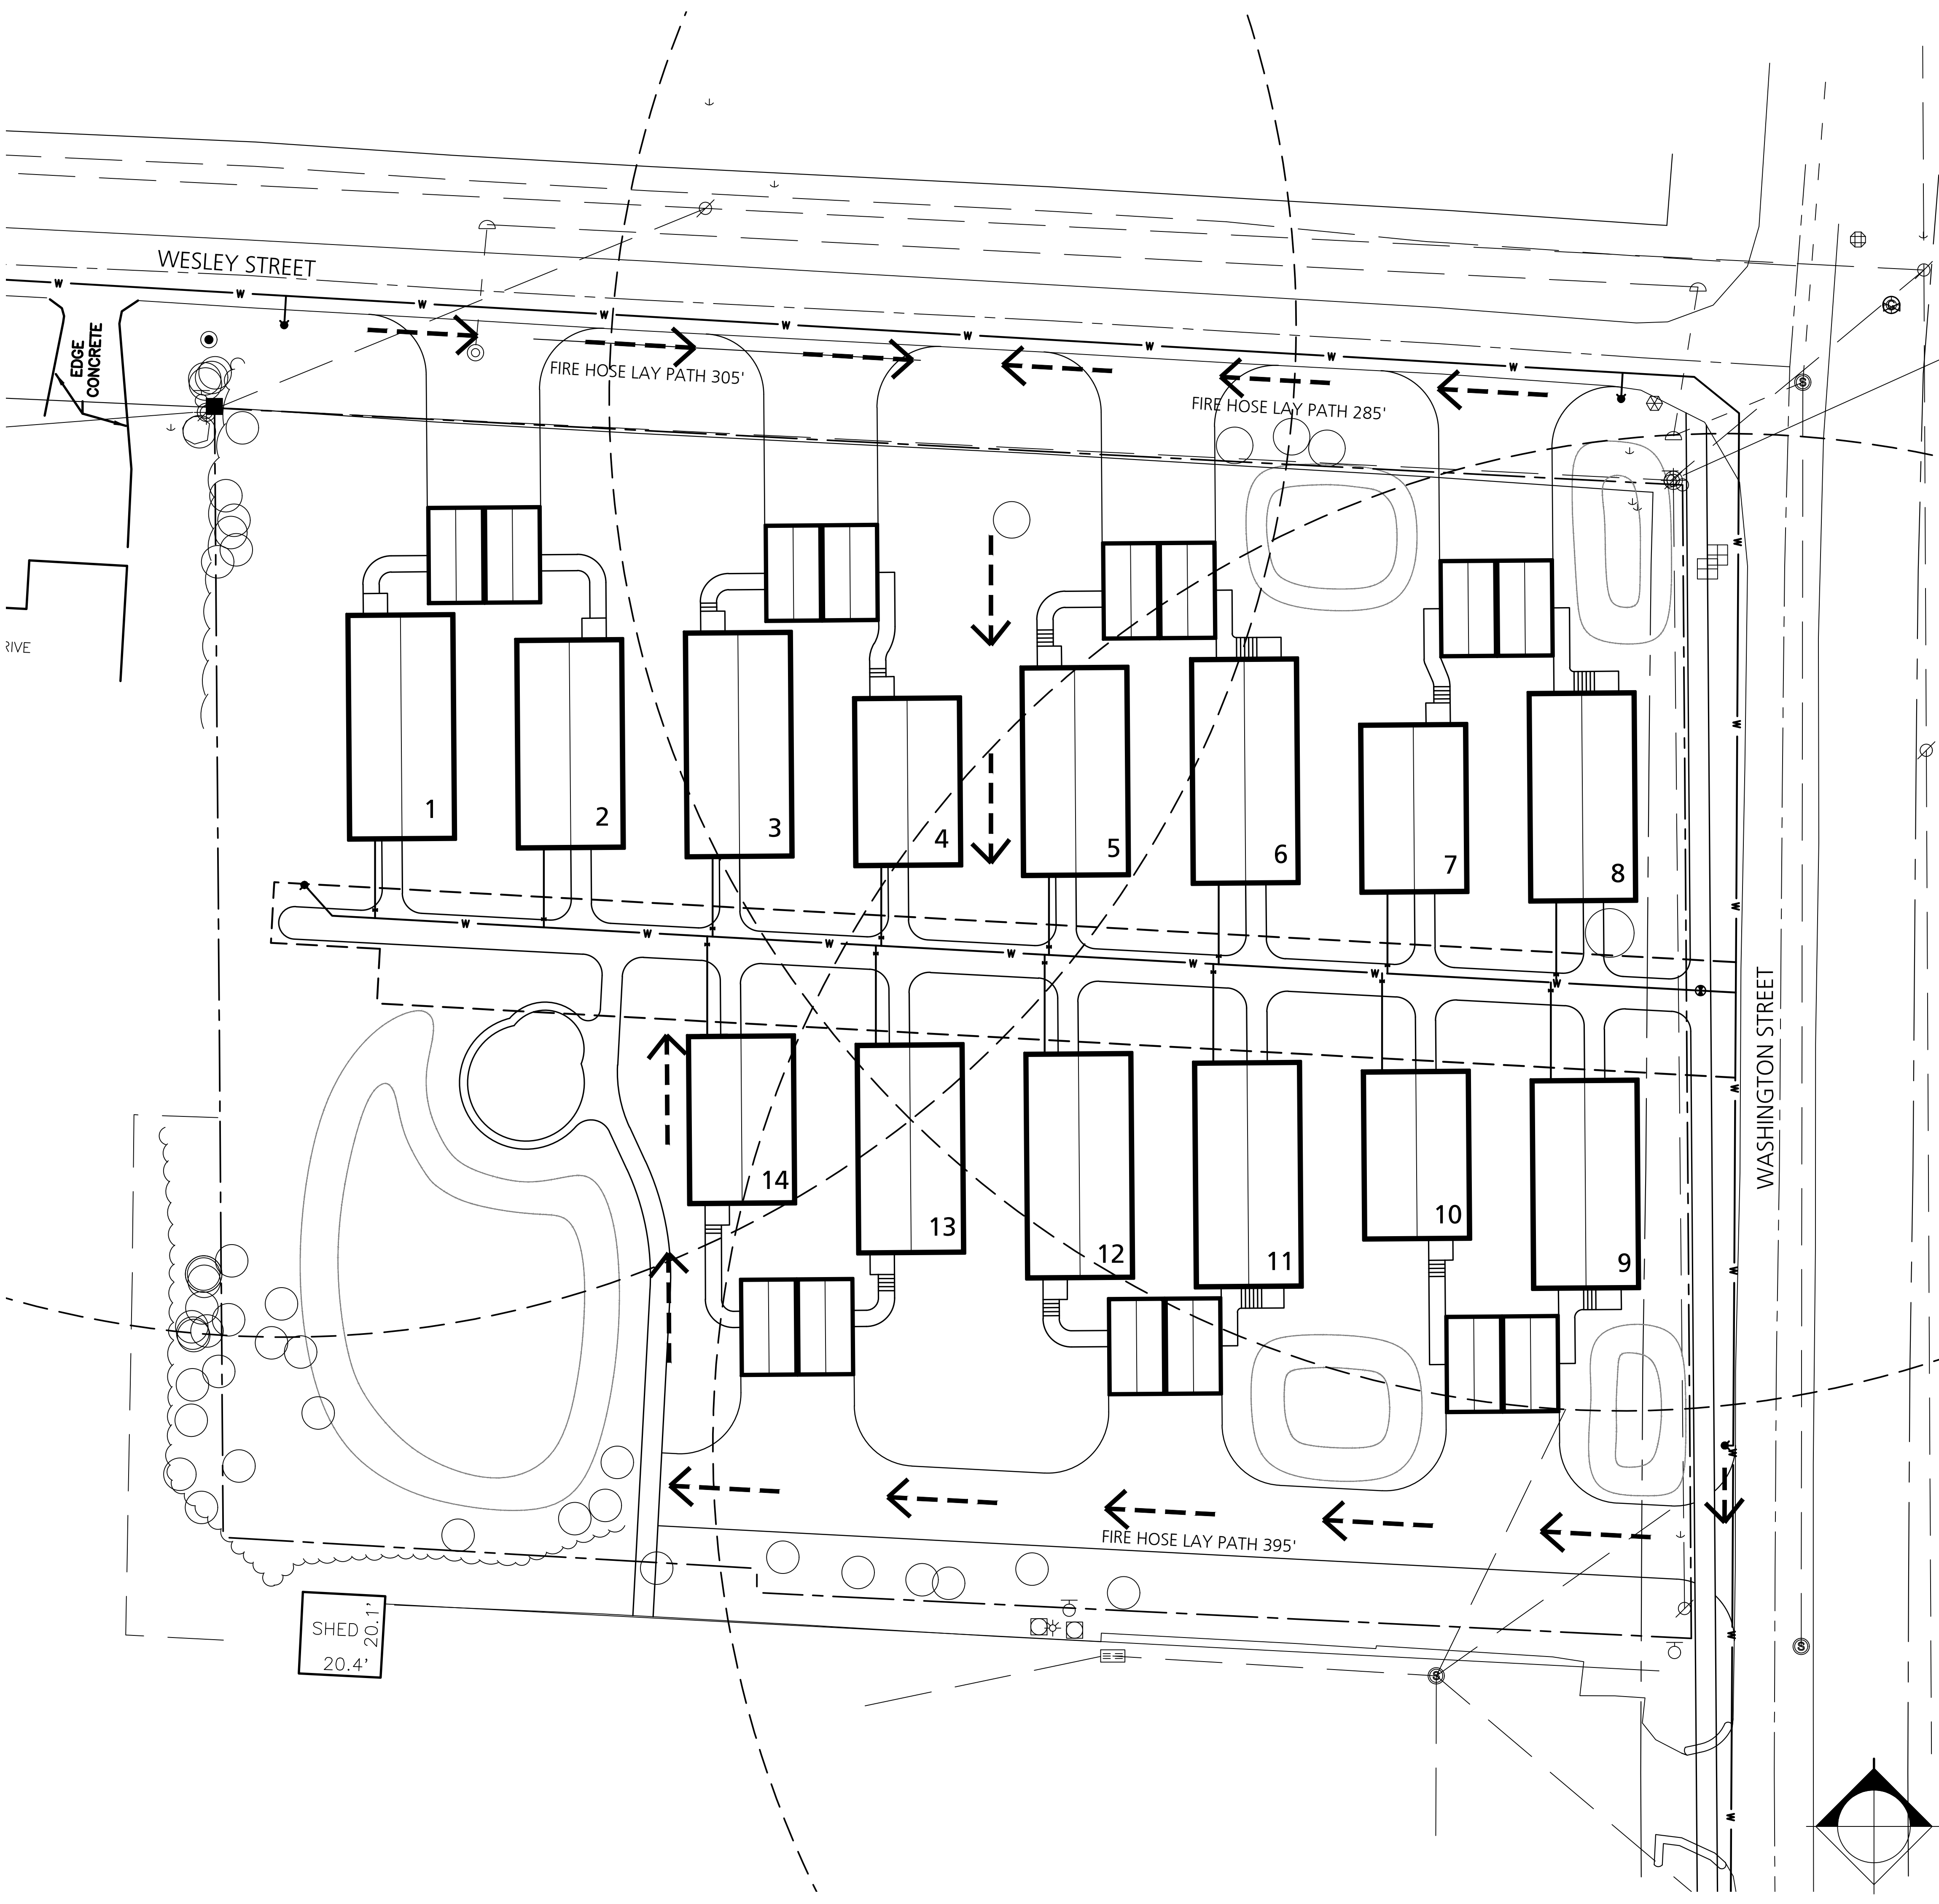 WESLEY STREET
W W W W W W W W W
EDGE
CONCRETE
FIRE HOSE LAY PATH 305'
FIRE HOSE LAY PATH 285'
S
W
W
1
2
3
4
5
6
7
8
W
W W W W W W W
WASHINGTON STREET
W
14
13
12
11
10
9
W
W
FIRE HOSE LAY PATH 395'
SHED
20.1'
20.4'
W
S
S
W